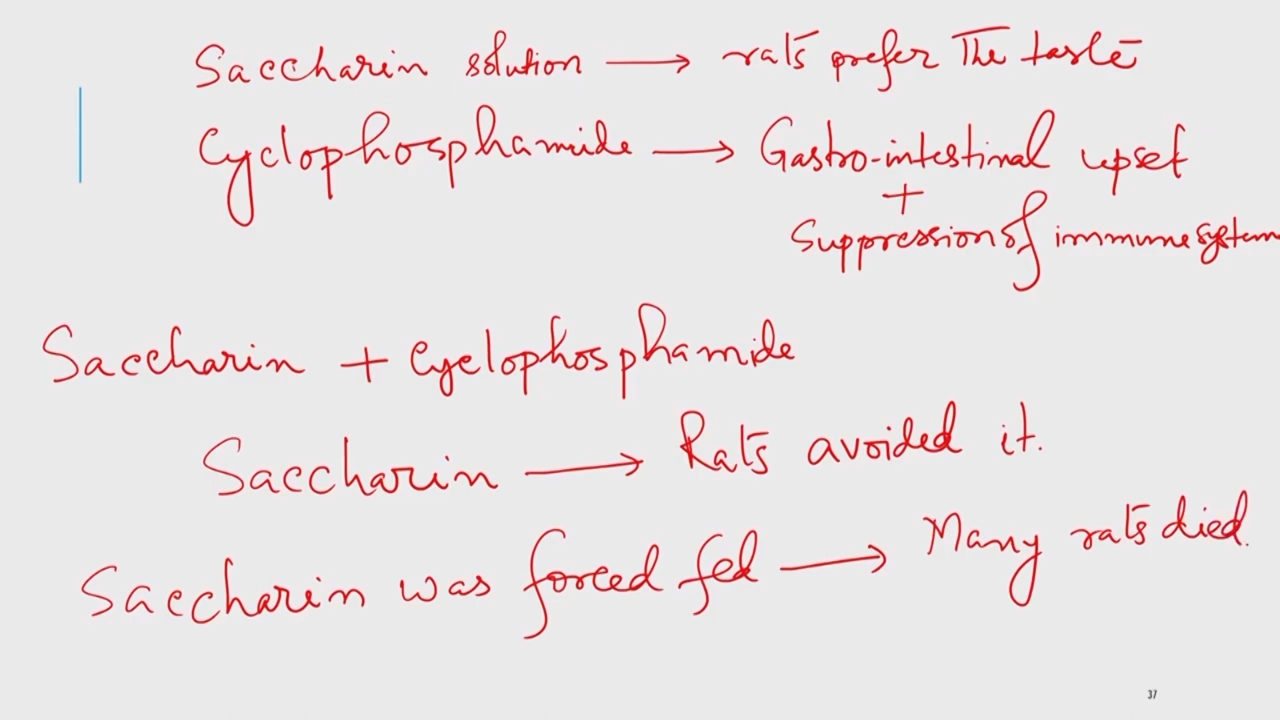 Saccharin solution → rats prefer The taste
Cyclophosphamide → Gastro-intestinal upset
+
Suppression of immune system
Saccharin + Cyclophosphamide
Saccharin → Rats avoided it.
Saccharin was forced fed → Many rats died.
37